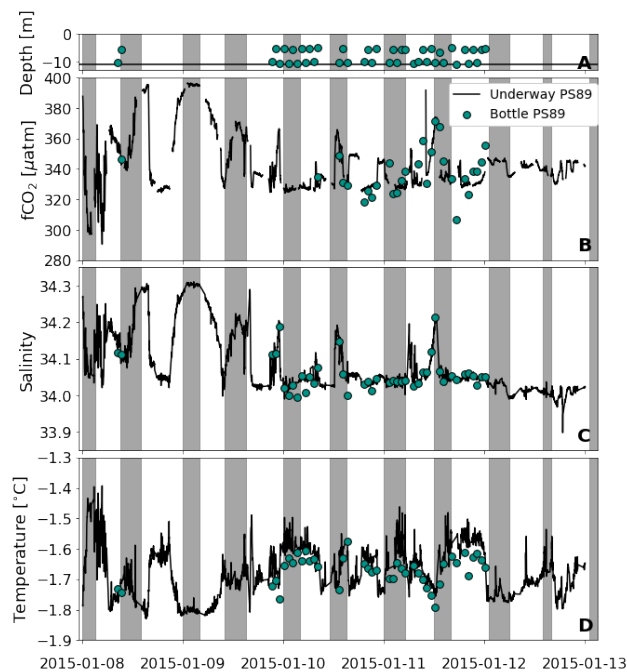 Depth [m]
0
−10
A
fCO₂ [μatm]
400
380
360
340
320
300
280
Underway PS89
Bottle PS89
B
Salinity
34.3
34.2
34.1
34.0
33.9
C
Temperature [°C]
−1.3
−1.4
−1.5
−1.6
−1.7
−1.8
−1.9
D
2015-01-08 2015-01-09 2015-01-10 2015-01-11 2015-01-12 2015-01-13